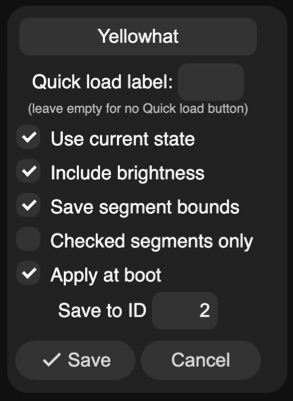 Yellowhat
Quick load label:
(leave empty for no Quick load button)
Use current state
Include brightness
Save segment bounds
Checked segments only
Apply at boot
Save to ID 2
Save Cancel